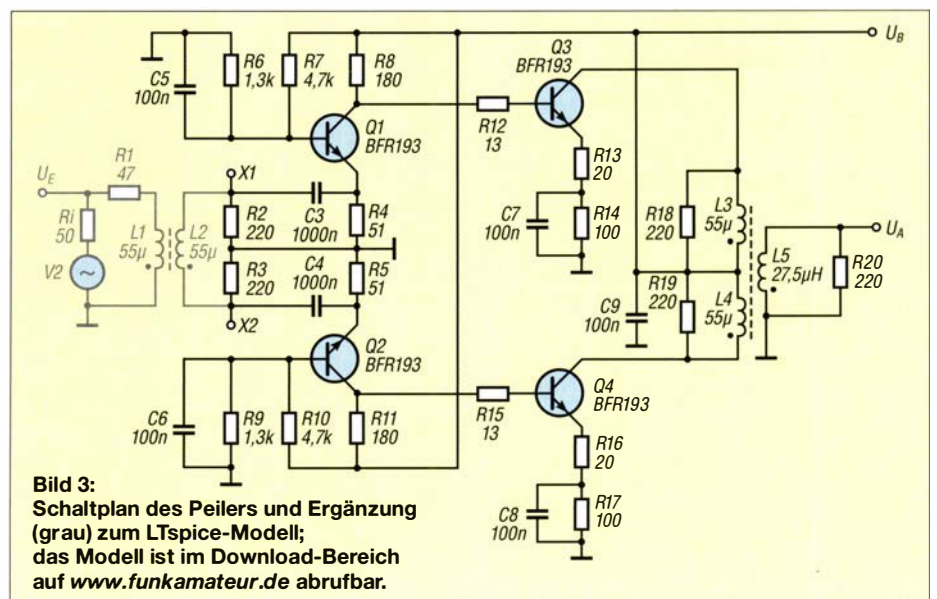 U_B
Q3
BFR193
C5
100n
R6
1,3k
R7
4,7k
R8
180
Q1
BFR193
R12
13
R13
20
U_E
R1
47
X1
C3
1000n
R4
51
C7
100n
R14
100
R18
220
L3
55µ
U_A
Ri
50
L1
55µ
L2
55µ
R2
220
L5
27,5µH
R20
220
V2
R3
220
C4
1000n
R5
51
R19
220
C9
100n
L4
55µ
X2
Q2
BFR193
Q4
BFR193
C6
100n
R9
1,3k
R10
4,7k
R11
180
R15
13
R16
20
C8
100n
R17
100
Bild 3:
Schaltplan des Peilers und Ergänzung
(grau) zum LTspice-Modell;
das Modell ist im Download-Bereich
auf www.funkamateur.de abrufbar.